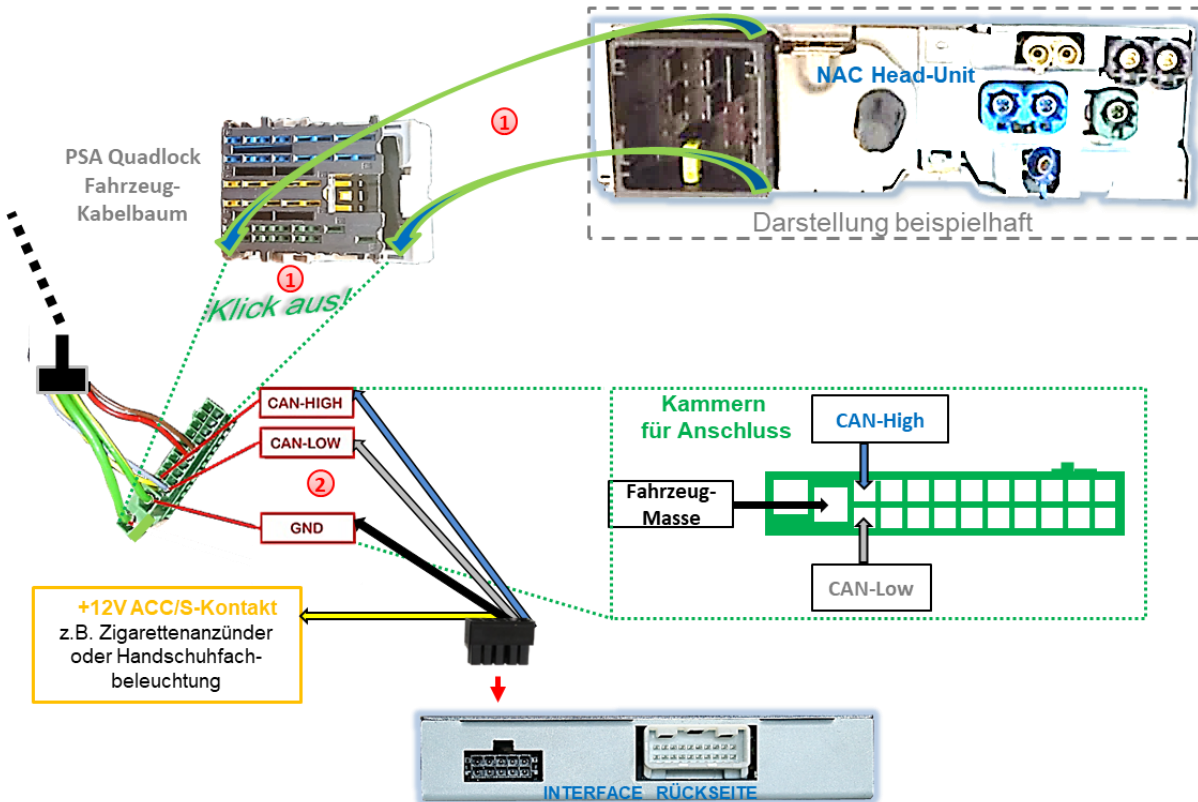 NAC Head-Unit
1
PSA Quadlock
Fahrzeug-
Kabelbaum
Darstellung beispielhaft
1
Klick aus!
CAN-HIGH
CAN-LOW
2
GND
Kammern
für Anschluss
CAN-High
Fahrzeug-
Masse
CAN-Low
+12V ACC/S-Kontakt
z.B. Zigarettenanzünder
oder Handschuhfach-
beleuchtung
INTERFACE RÜCKSEITE